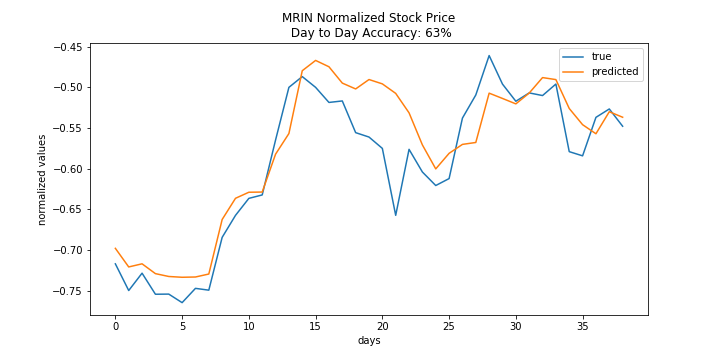 MRIN Normalized Stock Price
Day to Day Accuracy: 63%
−0.45
−0.50
−0.55
−0.60
−0.65
−0.70
−0.75
normalized values
true
predicted
0 5 10 15 20 25 30 35
days